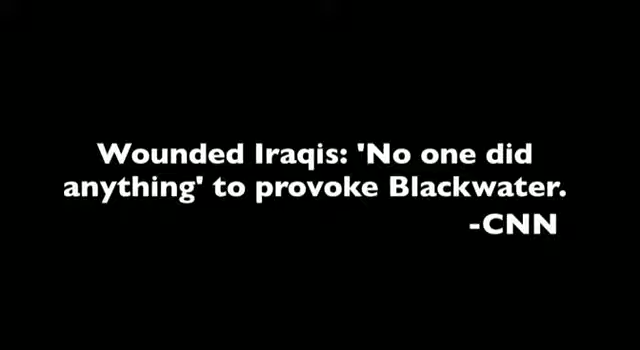 Wounded Iraqis: 'No one did
anything' to provoke Blackwater.
-CNN